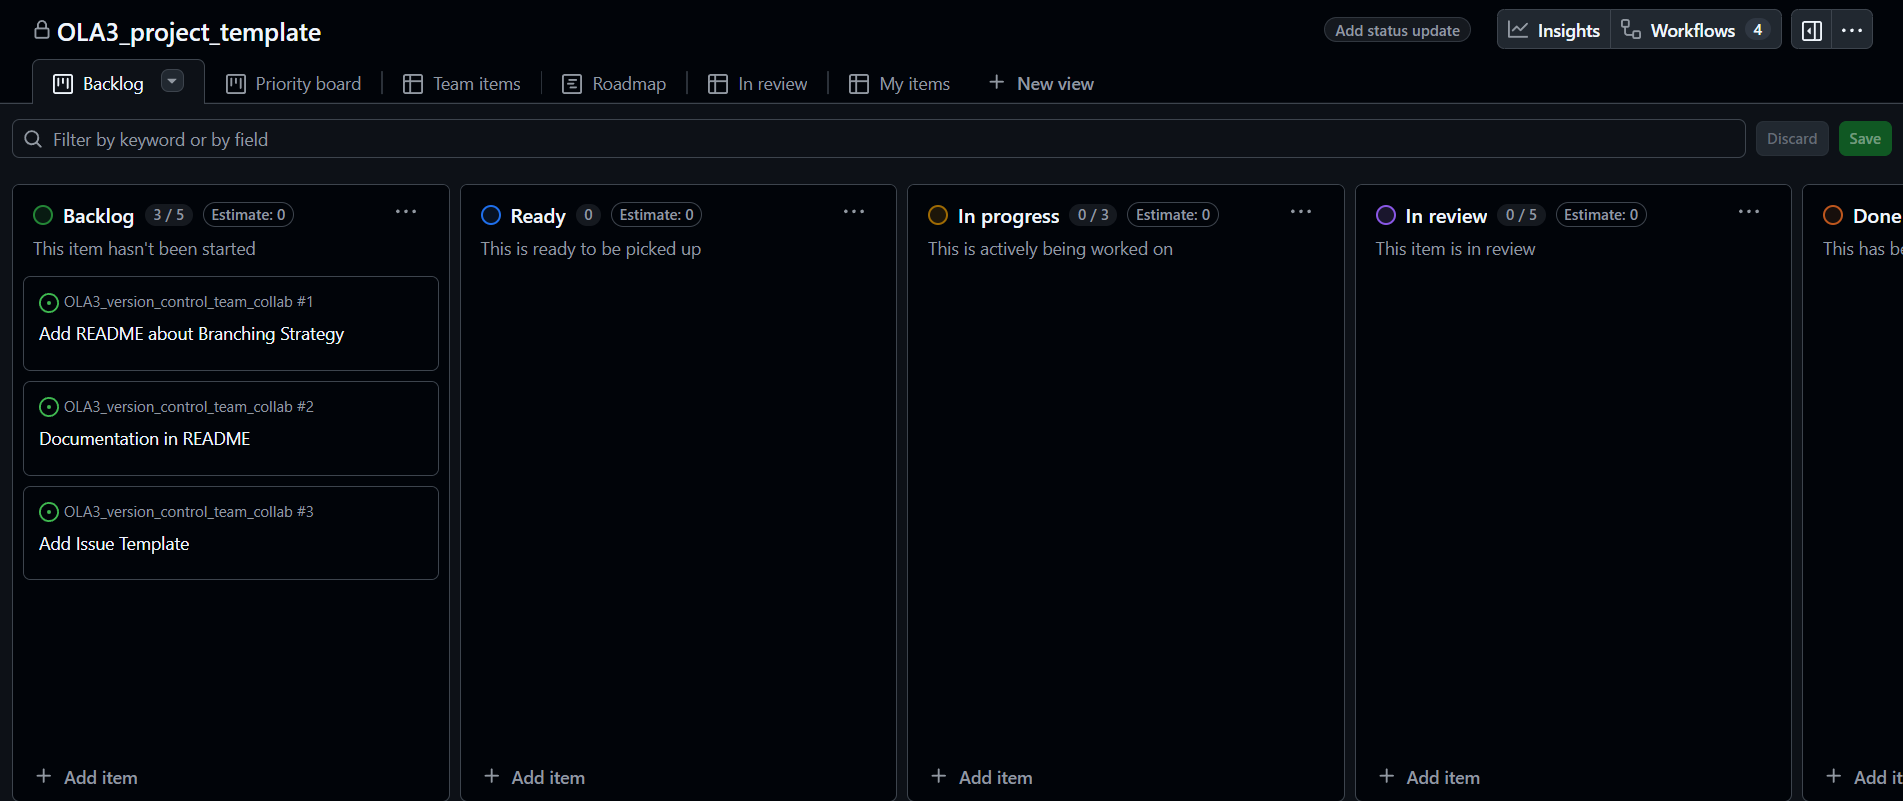 OLA3_project_template
Add status update
Insights
Workflows 4
Backlog
Priority board
Team items
Roadmap
In review
My items
New view
Filter by keyword or by field
Discard
Save
Backlog 3 / 5 Estimate: 0
This item hasn't been started
OLA3_version_control_team_collab #1
Add README about Branching Strategy
OLA3_version_control_team_collab #2
Documentation in README
OLA3_version_control_team_collab #3
Add Issue Template
Add item
Ready 0 Estimate: 0
This is ready to be picked up
Add item
In progress 0 / 3 Estimate: 0
This is actively being worked on
Add item
In review 0 / 5 Estimate: 0
This item is in review
Add item
Done
This has
Add